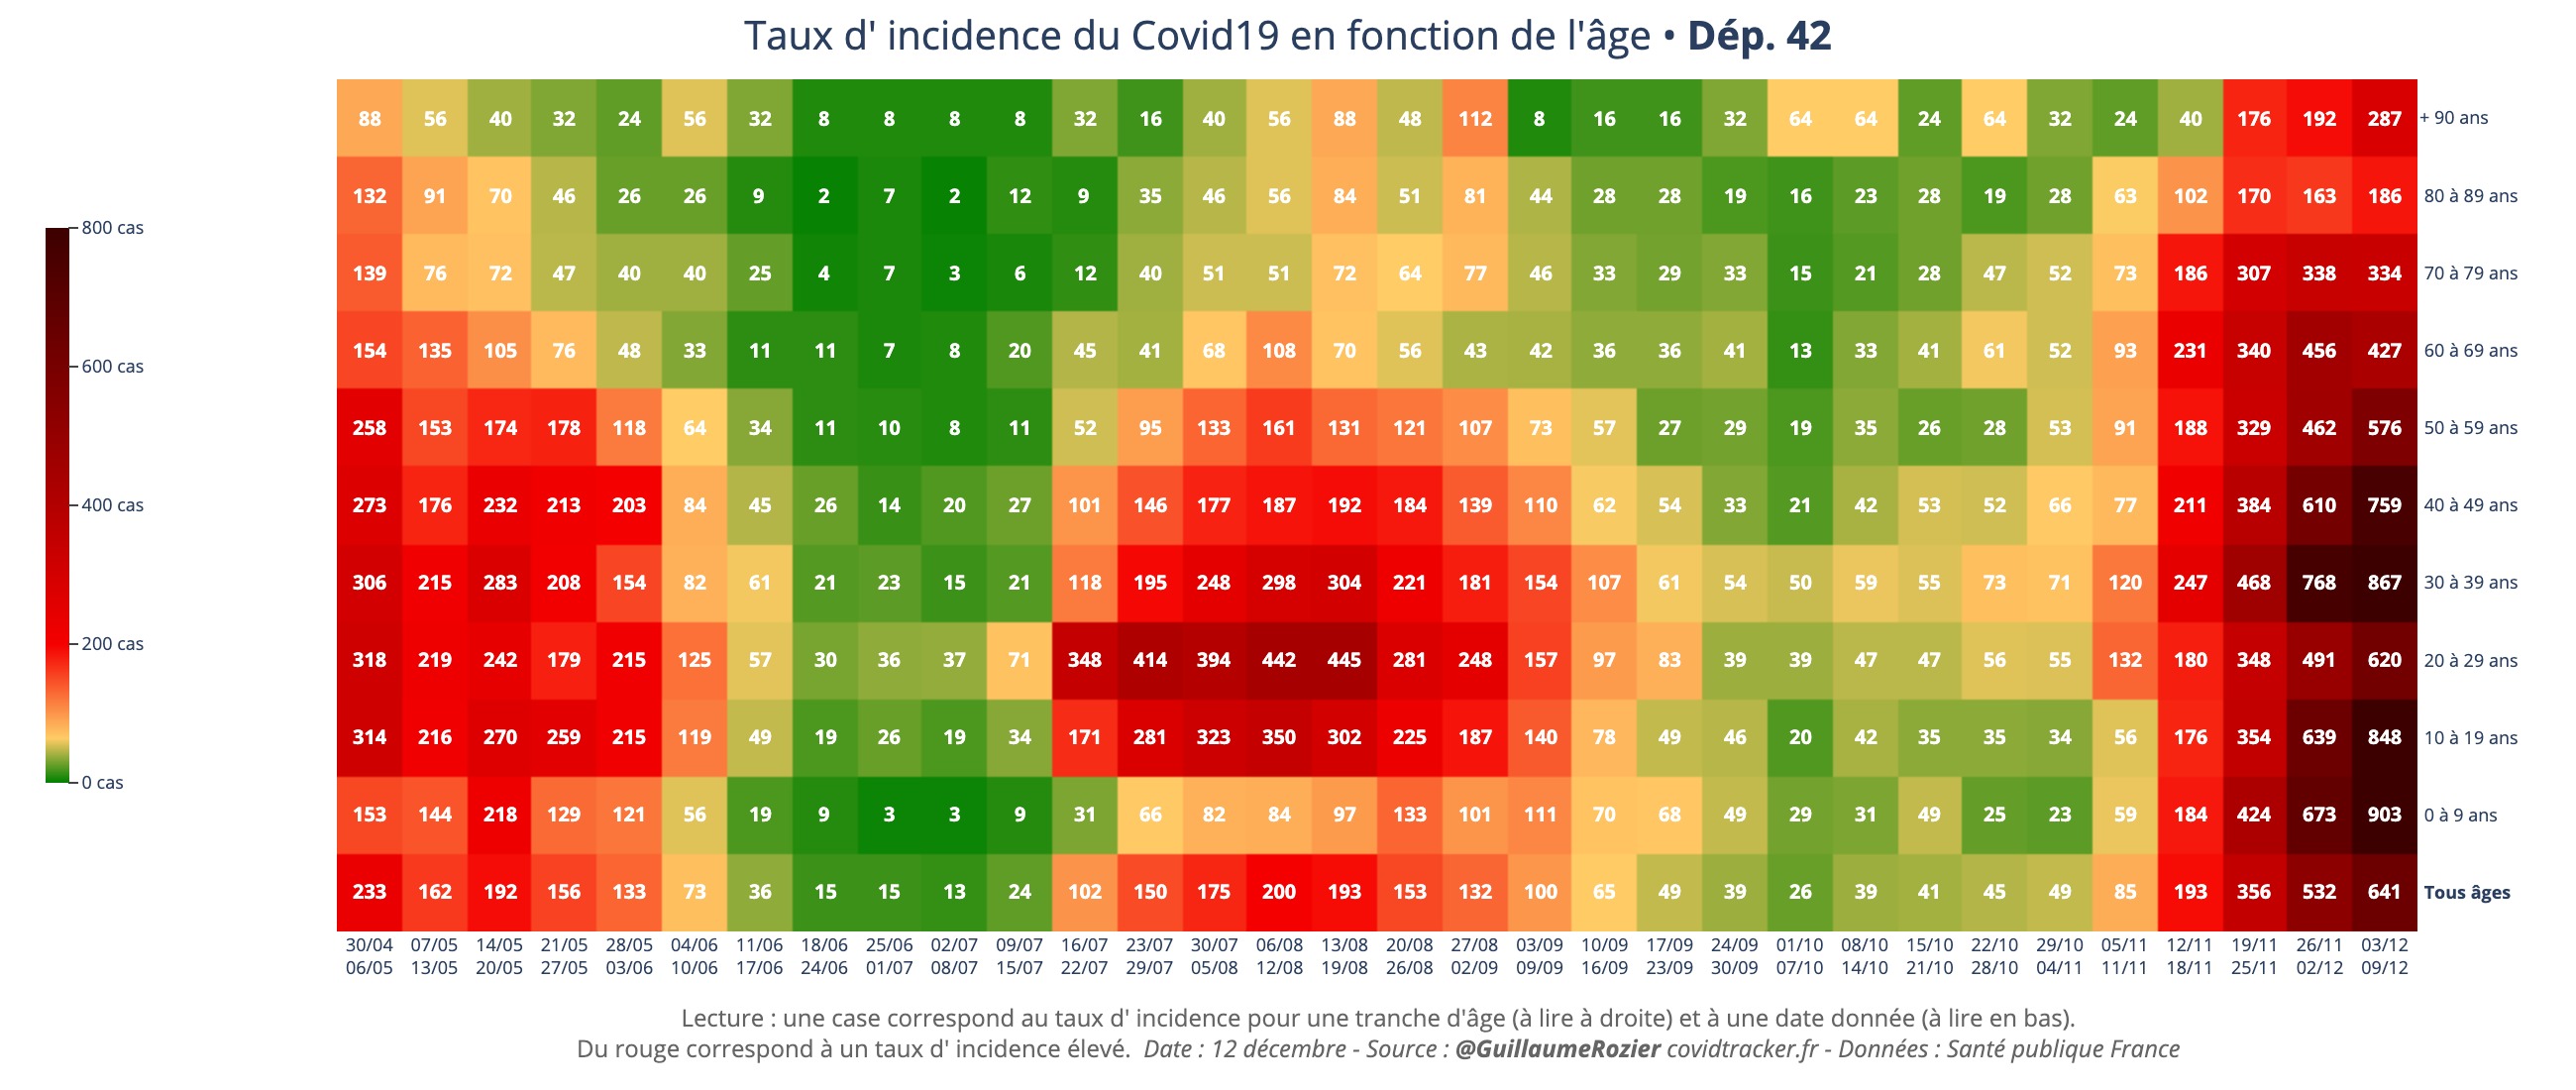 Taux d' incidence du Covid19 en fonction de l'âge • Dép. 42
88 56 40 32 24 56 32 8 8 8 8 32 16 40 56 88 48 112 8 16 16 32 64 64 24 64 32 24 40 176 192 287 + 90 ans
132 91 70 46 26 26 9 2 7 2 12 9 35 46 56 84 51 81 44 28 28 19 16 23 28 19 28 63 102 170 163 186 80 à 89 ans
139 76 72 47 40 40 25 4 7 3 6 12 40 51 51 72 64 77 46 33 29 33 15 21 28 47 52 73 186 307 338 334 70 à 79 ans
154 135 105 76 48 33 11 11 7 8 20 45 41 68 108 70 56 43 42 36 36 41 13 33 41 61 52 93 231 340 456 427 60 à 69 ans
258 153 174 178 118 64 34 11 10 8 11 52 95 133 161 131 121 107 73 57 27 29 19 35 26 28 53 91 188 329 462 576 50 à 59 ans
273 176 232 213 203 84 45 26 14 20 27 101 146 177 187 192 184 139 110 62 54 33 21 42 53 52 66 77 211 384 610 759 40 à 49 ans
306 215 283 208 154 82 61 21 23 15 21 118 195 248 298 304 221 181 154 107 61 54 50 59 55 73 71 120 247 468 768 867 30 à 39 ans
318 219 242 179 215 125 57 30 36 37 71 348 414 394 442 445 281 248 157 97 83 39 39 47 47 56 55 132 180 348 491 620 20 à 29 ans
314 216 270 259 215 119 49 19 26 19 34 171 281 323 350 302 225 187 140 78 49 46 20 42 35 35 34 56 176 354 639 848 10 à 19 ans
153 144 218 129 121 56 19 9 3 3 9 31 66 82 84 97 133 101 111 70 68 49 29 31 49 25 23 59 184 424 673 903 0 à 9 ans
233 162 192 156 133 73 36 15 15 13 24 102 150 175 200 193 153 132 100 65 49 39 26 39 41 45 49 85 193 356 532 641 Tous âges
30/04 07/05 14/05 21/05 28/05 04/06 11/06 18/06 25/06 02/07 09/07 16/07 23/07 30/07 06/08 13/08 20/08 27/08 03/09 10/09 17/09 24/09 01/10 08/10 15/10 22/10 29/10 05/11 12/11 19/11 26/11 03/12
06/05 13/05 20/05 27/05 03/06 10/06 17/06 24/06 01/07 08/07 15/07 22/07 29/07 05/08 12/08 19/08 26/08 02/09 09/09 16/09 23/09 30/09 07/10 14/10 21/10 28/10 04/11 11/11 18/11 25/11 02/12 09/12
800 cas
600 cas
400 cas
200 cas
0 cas
Lecture : une case correspond au taux d' incidence pour une tranche d'âge (à lire à droite) et à une date donnée (à lire en bas).
Du rouge correspond à un taux d' incidence élevé. Date : 12 décembre - Source : @GuillaumeRozier covidtracker.fr - Données : Santé publique France